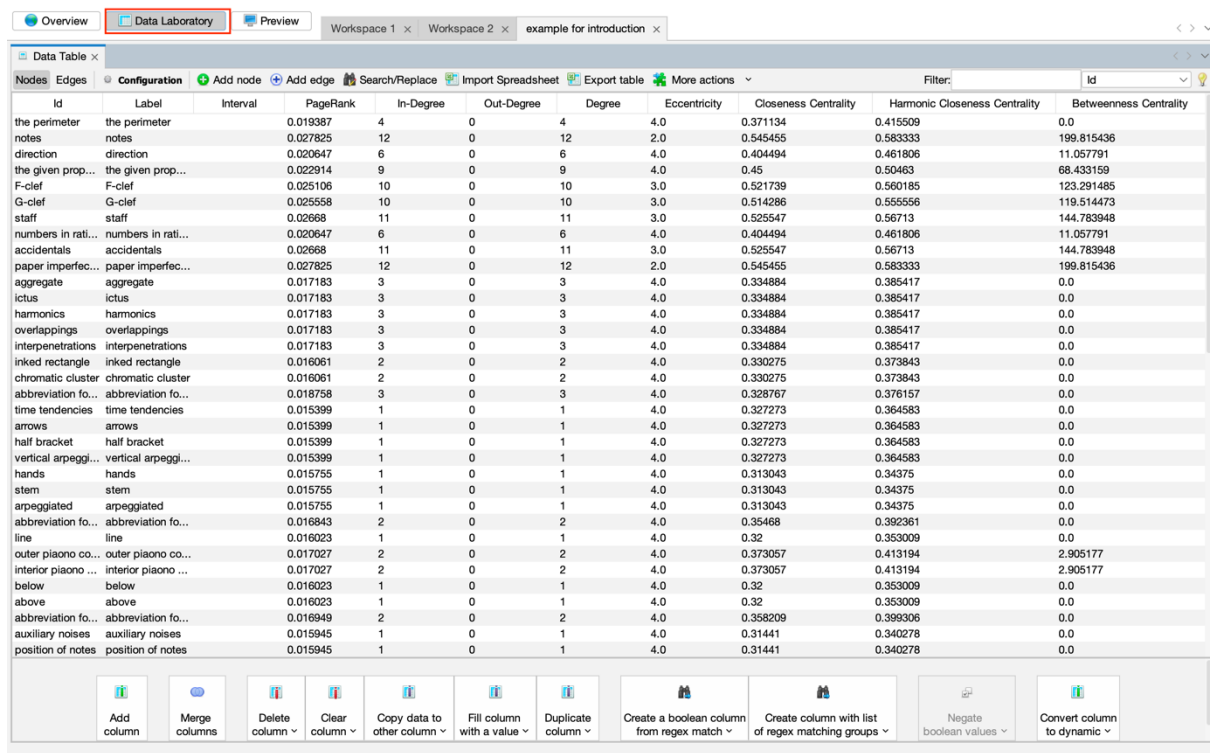 Overview Data Laboratory Preview Workspace 1 × Workspace 2 × example for introduction ×
Data Table ×
Nodes Edges Configuration Add node Add edge Search/Replace Import Spreadsheet Export table More actions Filter: Id
Id Label Interval PageRank In-Degree Out-Degree Degree Eccentricity Closeness Centrality Harmonic Closeness Centrality Betweenness Centrality
the perimeter the perimeter 0.019387 4 0 4 4.0 0.371134 0.415509 0.0
notes notes 0.027825 12 0 12 2.0 0.545455 0.583333 199.815436
direction direction 0.020647 6 0 6 4.0 0.404494 0.461806 11.057791
the given prop... the given prop... 0.022914 9 0 9 4.0 0.45 0.50463 68.433159
F-clef F-clef 0.025106 10 0 10 3.0 0.521739 0.560185 123.291485
G-clef G-clef 0.025558 10 0 10 3.0 0.514286 0.555556 119.514473
staff staff 0.02668 11 0 11 3.0 0.525547 0.56713 144.783948
numbers in rati... numbers in rati... 0.020647 6 0 6 4.0 0.404494 0.461806 11.057791
accidentals accidentals 0.02668 11 0 11 3.0 0.525547 0.56713 144.783948
paper imperfec... paper imperfec... 0.027825 12 0 12 2.0 0.545455 0.583333 199.815436
aggregate aggregate 0.017183 3 0 3 4.0 0.334884 0.385417 0.0
ictus ictus 0.017183 3 0 3 4.0 0.334884 0.385417 0.0
harmonics harmonics 0.017183 3 0 3 4.0 0.334884 0.385417 0.0
overlappings overlappings 0.017183 3 0 3 4.0 0.334884 0.385417 0.0
interpenetrations interpenetrations 0.017183 3 0 3 4.0 0.334884 0.385417 0.0
inked rectangle inked rectangle 0.016061 2 0 2 4.0 0.330275 0.373843 0.0
chromatic cluster chromatic cluster 0.016061 2 0 2 4.0 0.330275 0.373843 0.0
abbreviation fo... abbreviation fo... 0.018758 3 0 3 4.0 0.328767 0.376157 0.0
time tendencies time tendencies 0.015399 1 0 1 4.0 0.327273 0.364583 0.0
arrows arrows 0.015399 1 0 1 4.0 0.327273 0.364583 0.0
half bracket half bracket 0.015399 1 0 1 4.0 0.327273 0.364583 0.0
vertical arpeggi... vertical arpeggi... 0.015399 1 0 1 4.0 0.327273 0.364583 0.0
hands hands 0.015755 1 0 1 4.0 0.313043 0.34375 0.0
stem stem 0.015755 1 0 1 4.0 0.313043 0.34375 0.0
arpeggiated arpeggiated 0.015755 1 0 1 4.0 0.313043 0.34375 0.0
abbreviation fo... abbreviation fo... 0.016843 2 0 2 4.0 0.35468 0.392361 0.0
line line 0.016023 1 0 1 4.0 0.32 0.353009 0.0
outer piaono co... outer piaono co... 0.017027 2 0 2 4.0 0.373057 0.413194 2.905177
interior piaono ... interior piaono ... 0.017027 2 0 2 4.0 0.373057 0.413194 2.905177
below below 0.016023 1 0 1 4.0 0.32 0.353009 0.0
above above 0.016023 1 0 1 4.0 0.32 0.353009 0.0
abbreviation fo... abbreviation fo... 0.016949 2 0 2 4.0 0.358209 0.399306 0.0
auxiliary noises auxiliary noises 0.015945 1 0 1 4.0 0.31441 0.340278 0.0
position of notes position of notes 0.015945 1 0 1 4.0 0.31441 0.340278 0.0
Add Merge Delete Clear Copy data to Fill column Duplicate Create a boolean column Create column with list Negate Convert column
column columns column column other column with a value column from regex match of regex matching groups boolean values to dynamic